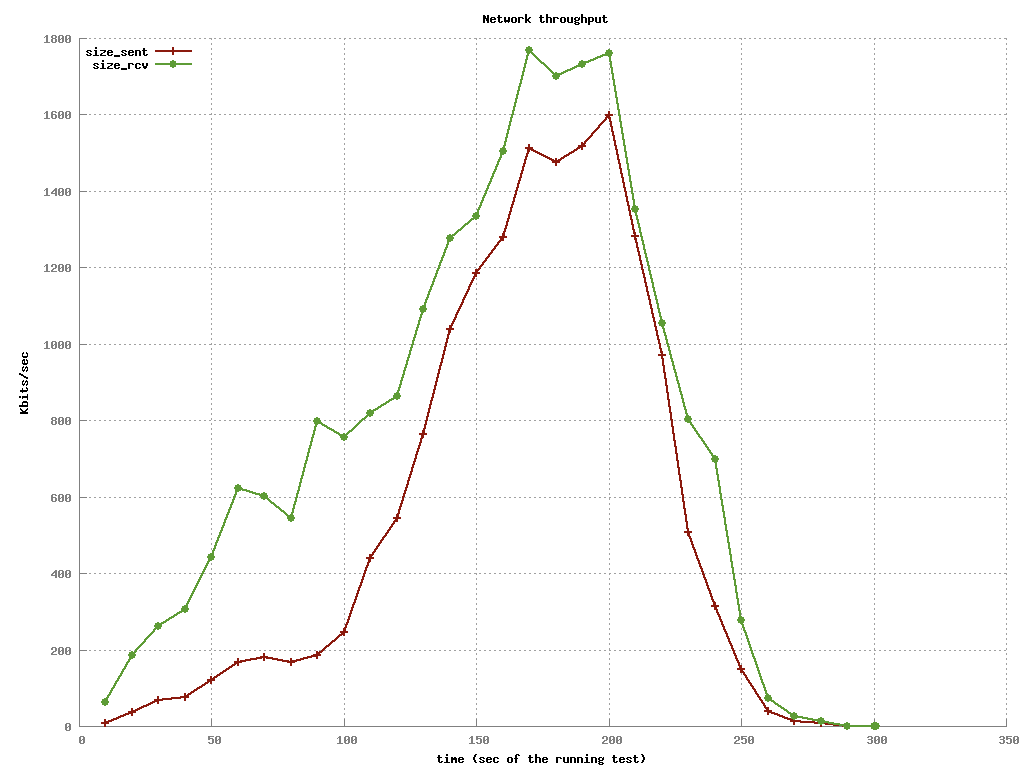 Network throughput
size_sent
size_rcv
1800
1600
1400
1200
1000
800
600
400
200
0
Kbits/sec
0 50 100 150 200 250 300 350
time (sec of the running test)